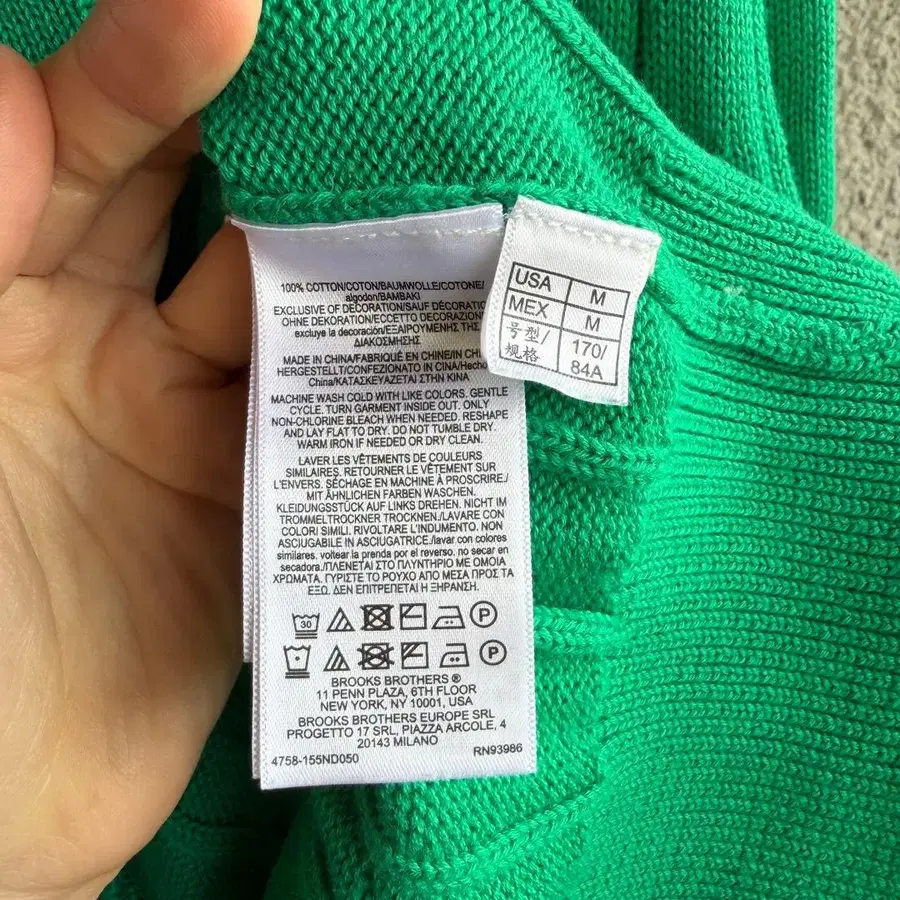 100% COTTON/COTON/BAUMWOLLE/COTONE/
algodon/BAMBAKI
EXCLUSIVE OF DECORATION/SAUF DÉCORATIO
OHNE DEKORATION/ECCETTO DECORAZIONE
excluye la decoración/ΕΞΑΙΡΟΥΜΕΝΗΣ ΤΗΣ
ΔΙΑΚΟΣΜΗΣΗΣ
MADE IN CHINA/FABRIQUÉ EN CHINE/IN CHI
HERGESTELLT/CONFEZIONATO IN CINA/Hecho
China/ΚΑΤΑΣΚΕΥΑΖΕΤΑΙ ΣΤΗΝ ΚΙΝΑ
MACHINE WASH COLD WITH LIKE COLORS. GENTLE
CYCLE. TURN GARMENT INSIDE OUT. ONLY
NON-CHLORINE BLEACH WHEN NEEDED. RESHAPE
AND LAY FLAT TO DRY. DO NOT TUMBLE DRY.
WARM IRON IF NEEDED OR DRY CLEAN.
LAVER LES VÊTEMENTS DE COULEURS
SIMILAIRES. RETOURNER LE VÊTEMENT SUR
L'ENVERS. SÉCHAGE EN MACHINE À PROSCRIRE./
MIT ÄHNLICHEN FARBEN WASCHEN.
KLEIDUNGSSTÜCK AUF LINKS DREHEN. NICHT IM
TROMMELTROCKNER TROCKNEN./LAVARE CON
COLORI SIMILI. RIVOLTARE L'INDUMENTO. NON
ASCIUGABILE IN ASCIUGATRICE./lavar con colores
similares. voltear la prenda por el reverso. no secar en
secadora./ΠΛΕΝΕΤΑΙ ΣΤΟ ΠΛΥΝΤΗΡΙΟ ΜΕ ΟΜΟΙΑ
ΧΡΩΜΑΤΑ. ΓΥΡΙΣΤΕ ΤΟ ΡΟΥΧΟ ΑΠΟ ΜΕΣΑ ΠΡΟΣ ΤΑ
ΕΞΩ. ΔΕΝ ΕΠΙΤΡΕΠΕΤΑΙ Η ΞΗΡΑΝΣΗ.
30 P
P
BROOKS BROTHERS ®
11 PENN PLAZA, 6TH FLOOR
NEW YORK, NY 10001, USA
BROOKS BROTHERS EUROPE SRL
PROGETTO 17 SRL, PIAZZA ARCOLE, 4
20143 MILANO
4758-155ND050 RN93986
USA M
MEX M
号型/ 170/
规格 84A